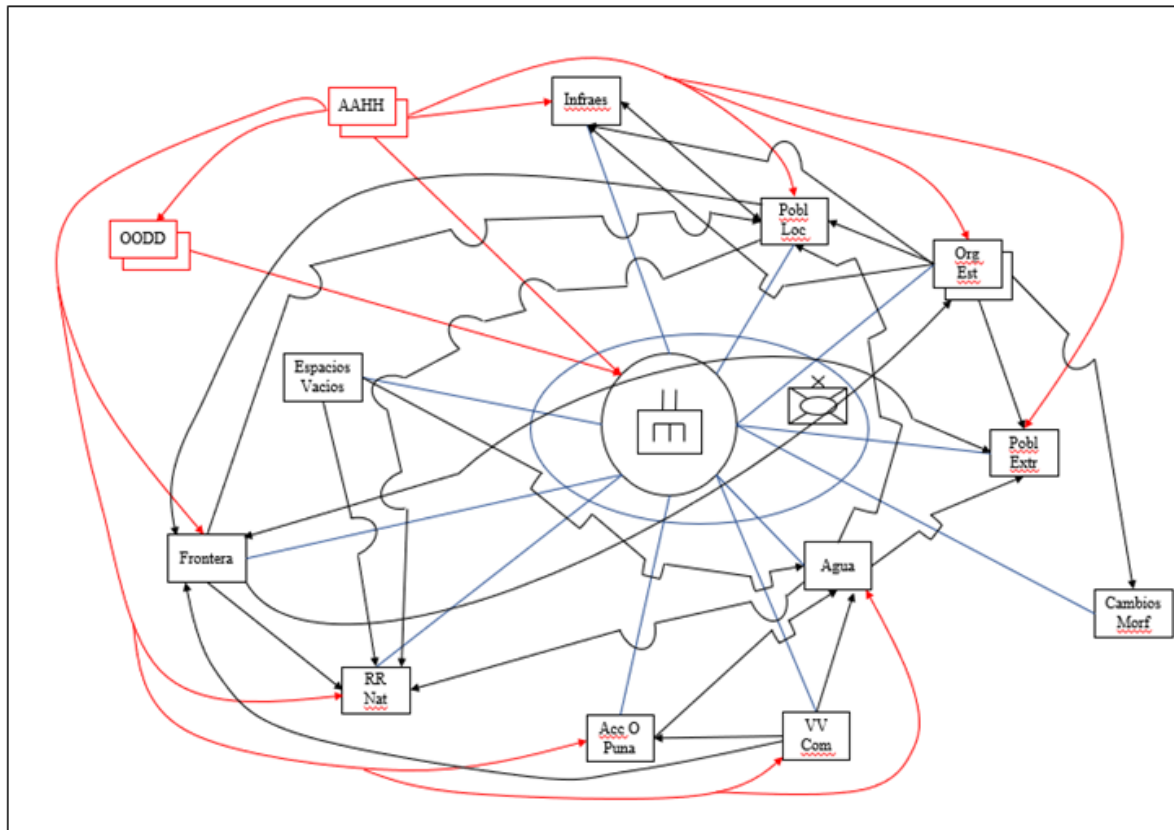 AAHH
Infraes
Pobl
Loc
OODD
Org
Est
Espacios
Vacios
Pobl
Extr
Frontera
Agua
Cambios
Morf
RR
Nat
Acc O
Puna
VV
Com